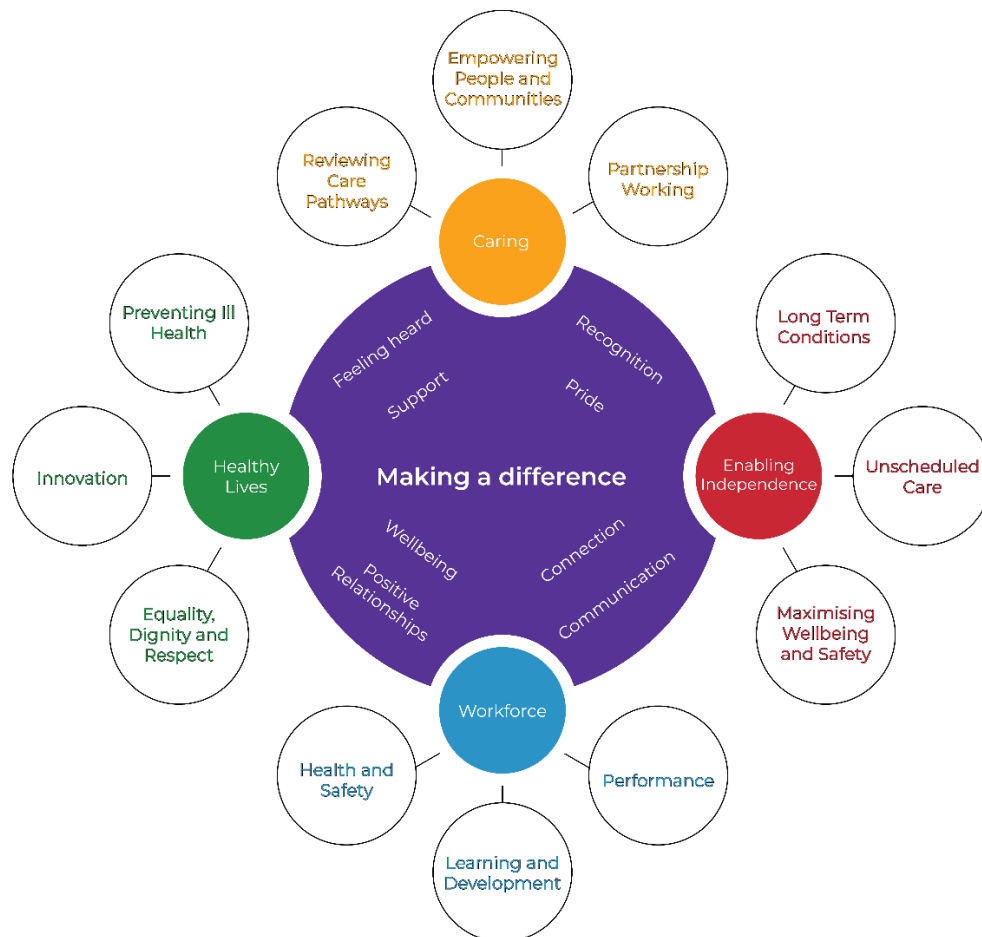 Empowering
People and
Communities
Reviewing
Care
Pathways
Partnership
Working
Caring
Preventing Ill
Health
Long Term
Conditions
Feeling heard
Support
Recognition
Pride
Innovation
Healthy
Lives
Making a difference
Enabling
Independence
Unscheduled
Care
Wellbeing
Positive
Relationships
Connection
Communication
Equality,
Dignity and
Respect
Maximising
Wellbeing
and Safety
Workforce
Health and
Safety
Performance
Learning and
Development